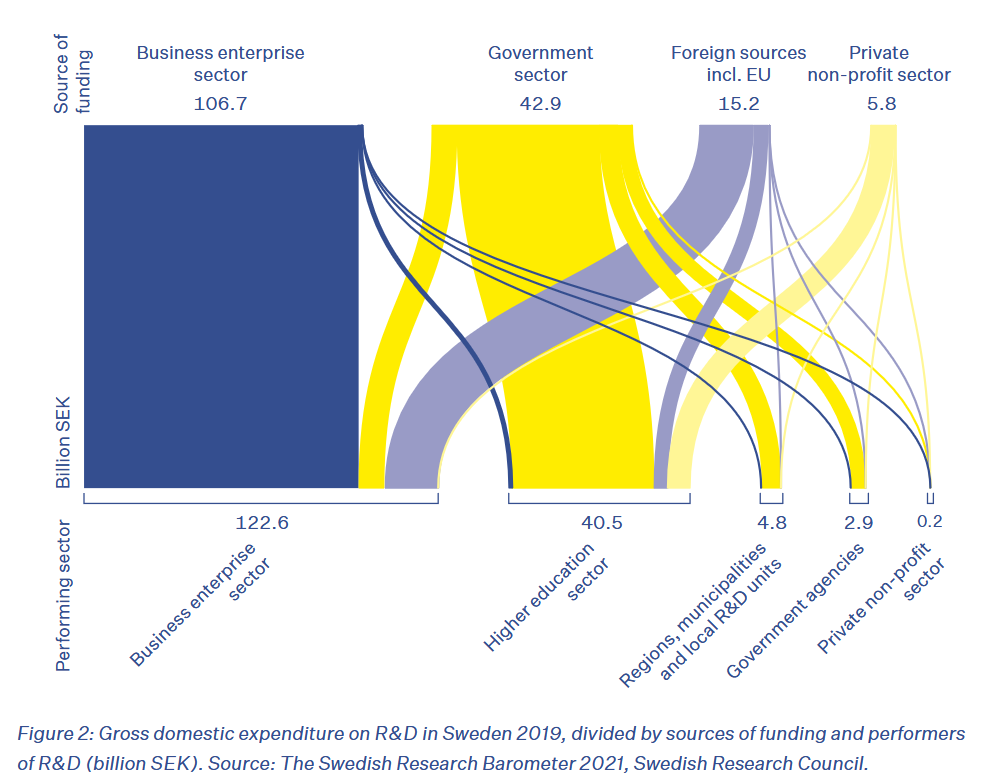 Source of
funding
Business enterprise
sector
106.7
Government
sector
42.9
Foreign sources
incl. EU
15.2
Private
non-profit sector
5.8
Billion SEK
Performing sector
122.6
Business enterprise
sector
40.5
Higher education
sector
4.8
Regions, municipalities
and local R&D units
2.9
Government agencies
0.2
Private non-profit
sector
Figure 2: Gross domestic expenditure on R&D in Sweden 2019, divided by sources of funding and performers
of R&D (billion SEK). Source: The Swedish Research Barometer 2021, Swedish Research Council.